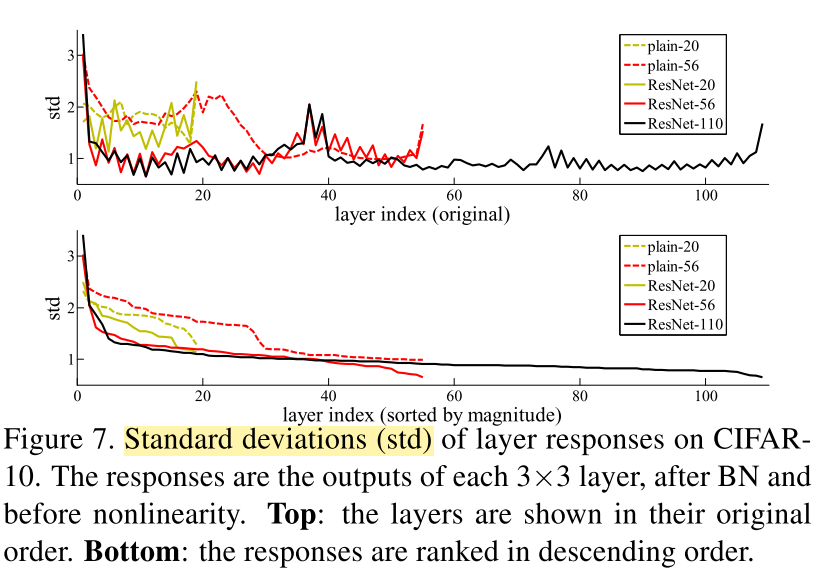 3
2
1
std
plain-20
plain-56
ResNet-20
ResNet-56
ResNet-110
0 20 40 60 80 100
layer index (original)
3
2
1
std
plain-20
plain-56
ResNet-20
ResNet-56
ResNet-110
0 20 40 60 80 100
layer index (sorted by magnitude)
Figure 7. Standard deviations (std) of layer responses on CIFAR-
10. The responses are the outputs of each 3×3 layer, after BN and
before nonlinearity. Top: the layers are shown in their original
order. Bottom: the responses are ranked in descending order.